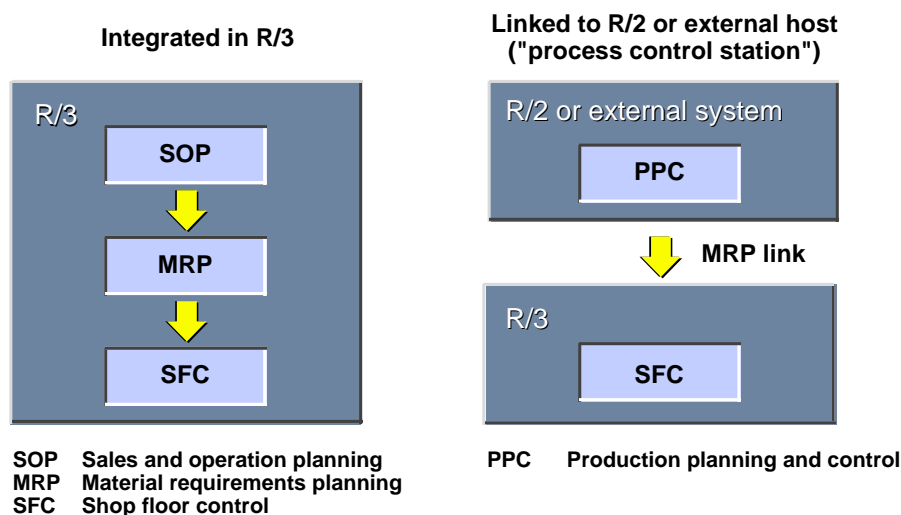 Integrated in R/3
R/3
SOP
MRP
SFC
SOP Sales and operation planning
MRP Material requirements planning
SFC Shop floor control
Linked to R/2 or external host
("process control station")
R/2 or external system
PPC
MRP link
R/3
SFC
PPC Production planning and control